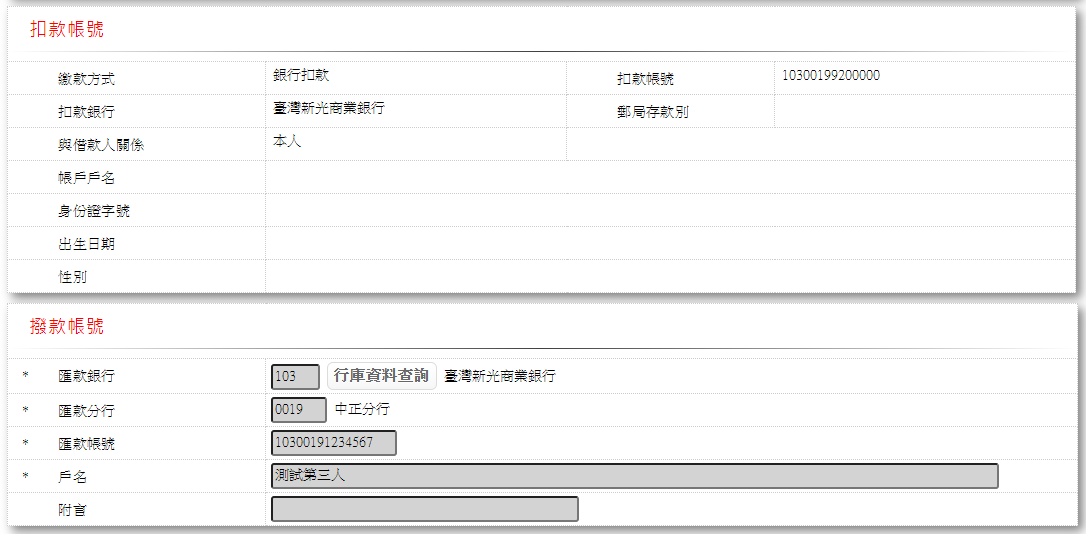 扣款帳號
繳款方式 銀行扣款 扣款帳號 10300199200000
扣款銀行 臺灣新光商業銀行 郵局存款別
與借款人關係 本人
帳戶戶名
身份證字號
出生日期
性別
撥款帳號
* 匯款銀行 103 行庫資料查詢 臺灣新光商業銀行
* 匯款分行 0019 中正分行
* 匯款帳號 10300191234567
* 戶名 測試第三人
附言